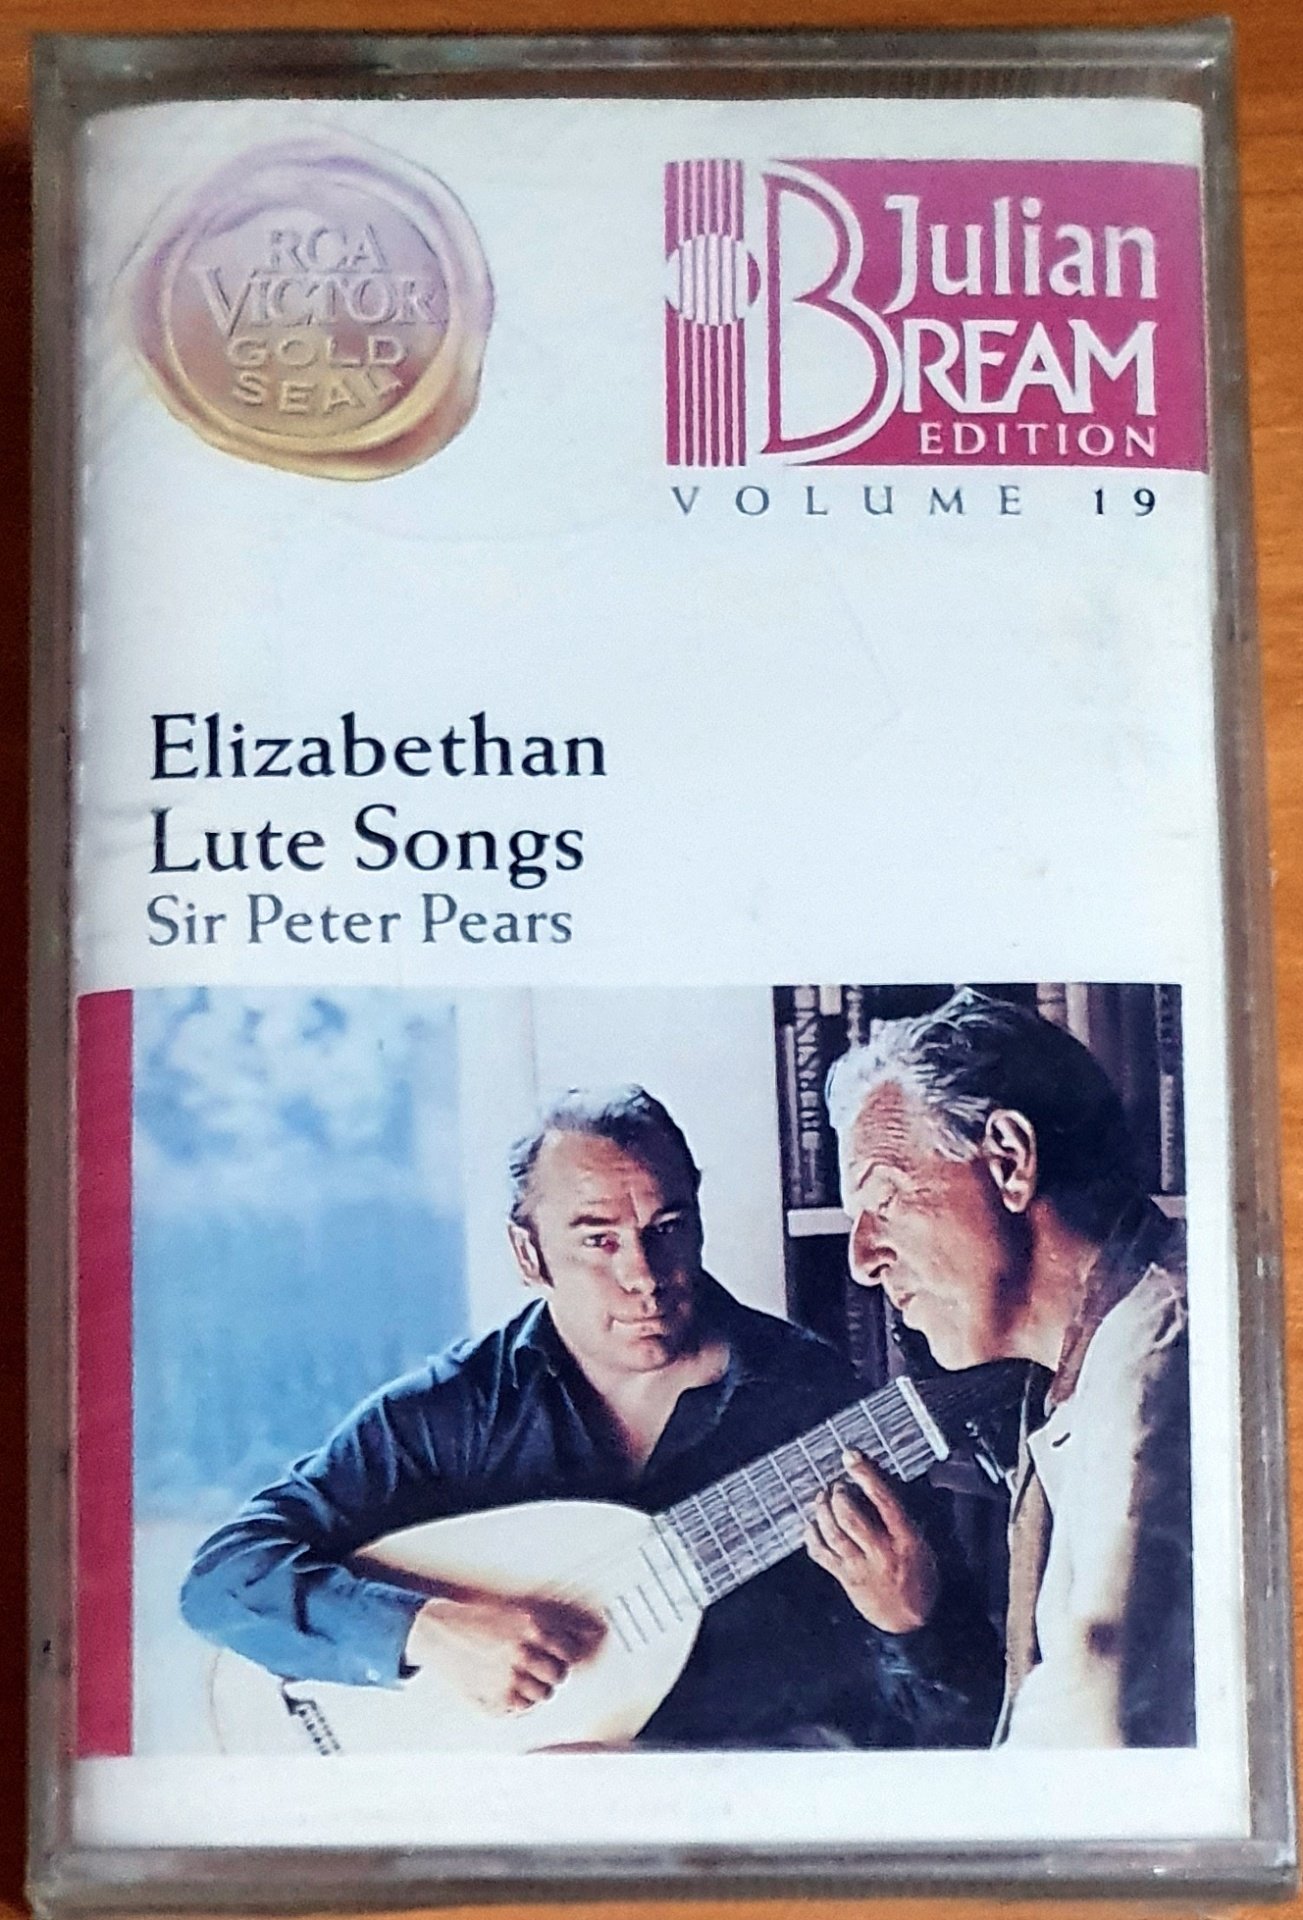 RCA
VICTOR
GOLD
SEAL
Julian
BREAM
EDITION
VOLUME 19
Elizabethan
Lute Songs
Sir Peter Pears